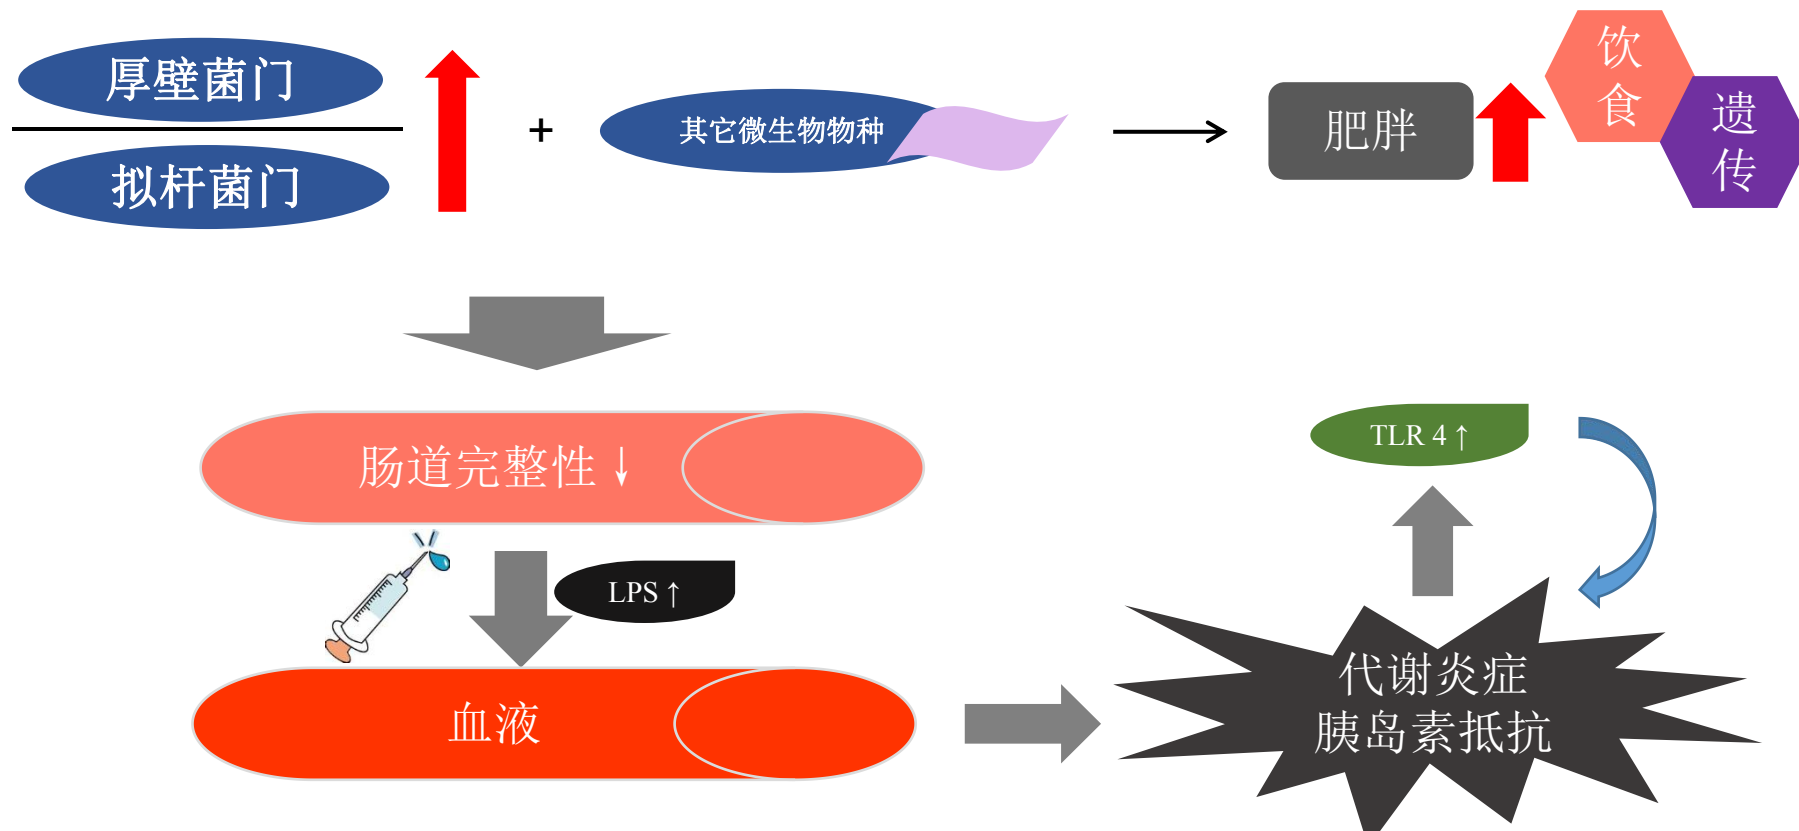 厚壁菌门
拟杆菌门
+
其它微生物物种
肥胖
饮
食
遗
传
肠道完整性↓
LPS ↑
血液
TLR 4 ↑
代谢炎症
胰岛素抵抗